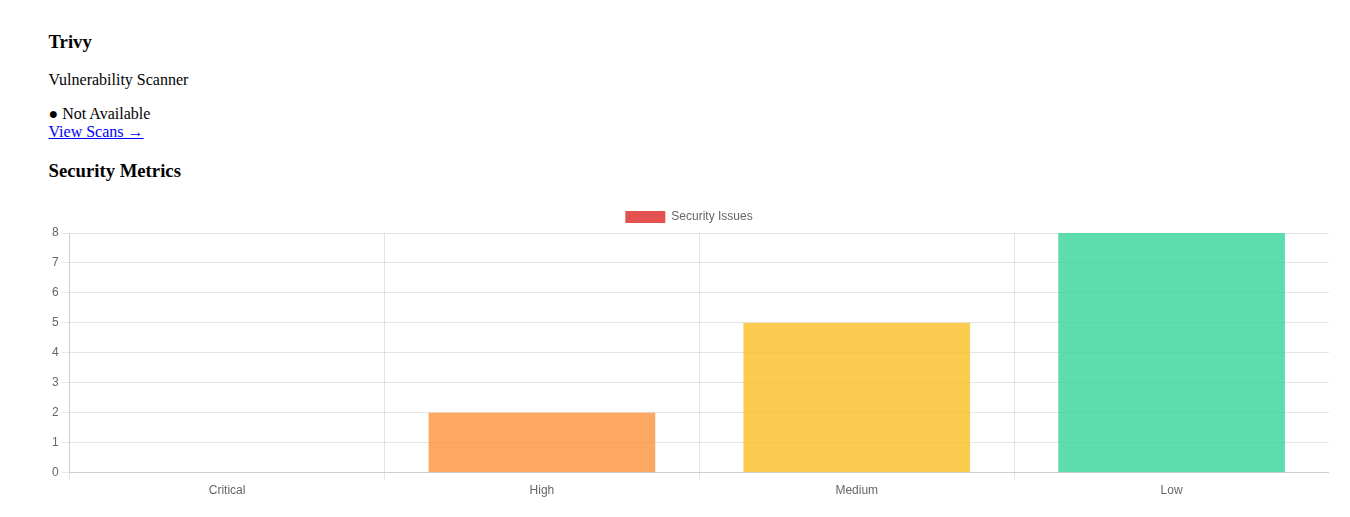 Trivy
Vulnerability Scanner
● Not Available
View Scans →
Security Metrics
Security Issues
8
7
6
5
4
3
2
1
0
Critical High Medium Low